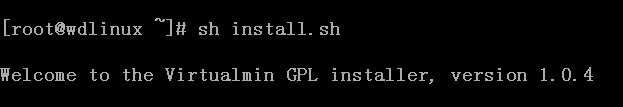 [root@wdlinux ~]# sh install.sh
Welcome to the Virtualmin GPL installer, version 1.0.4